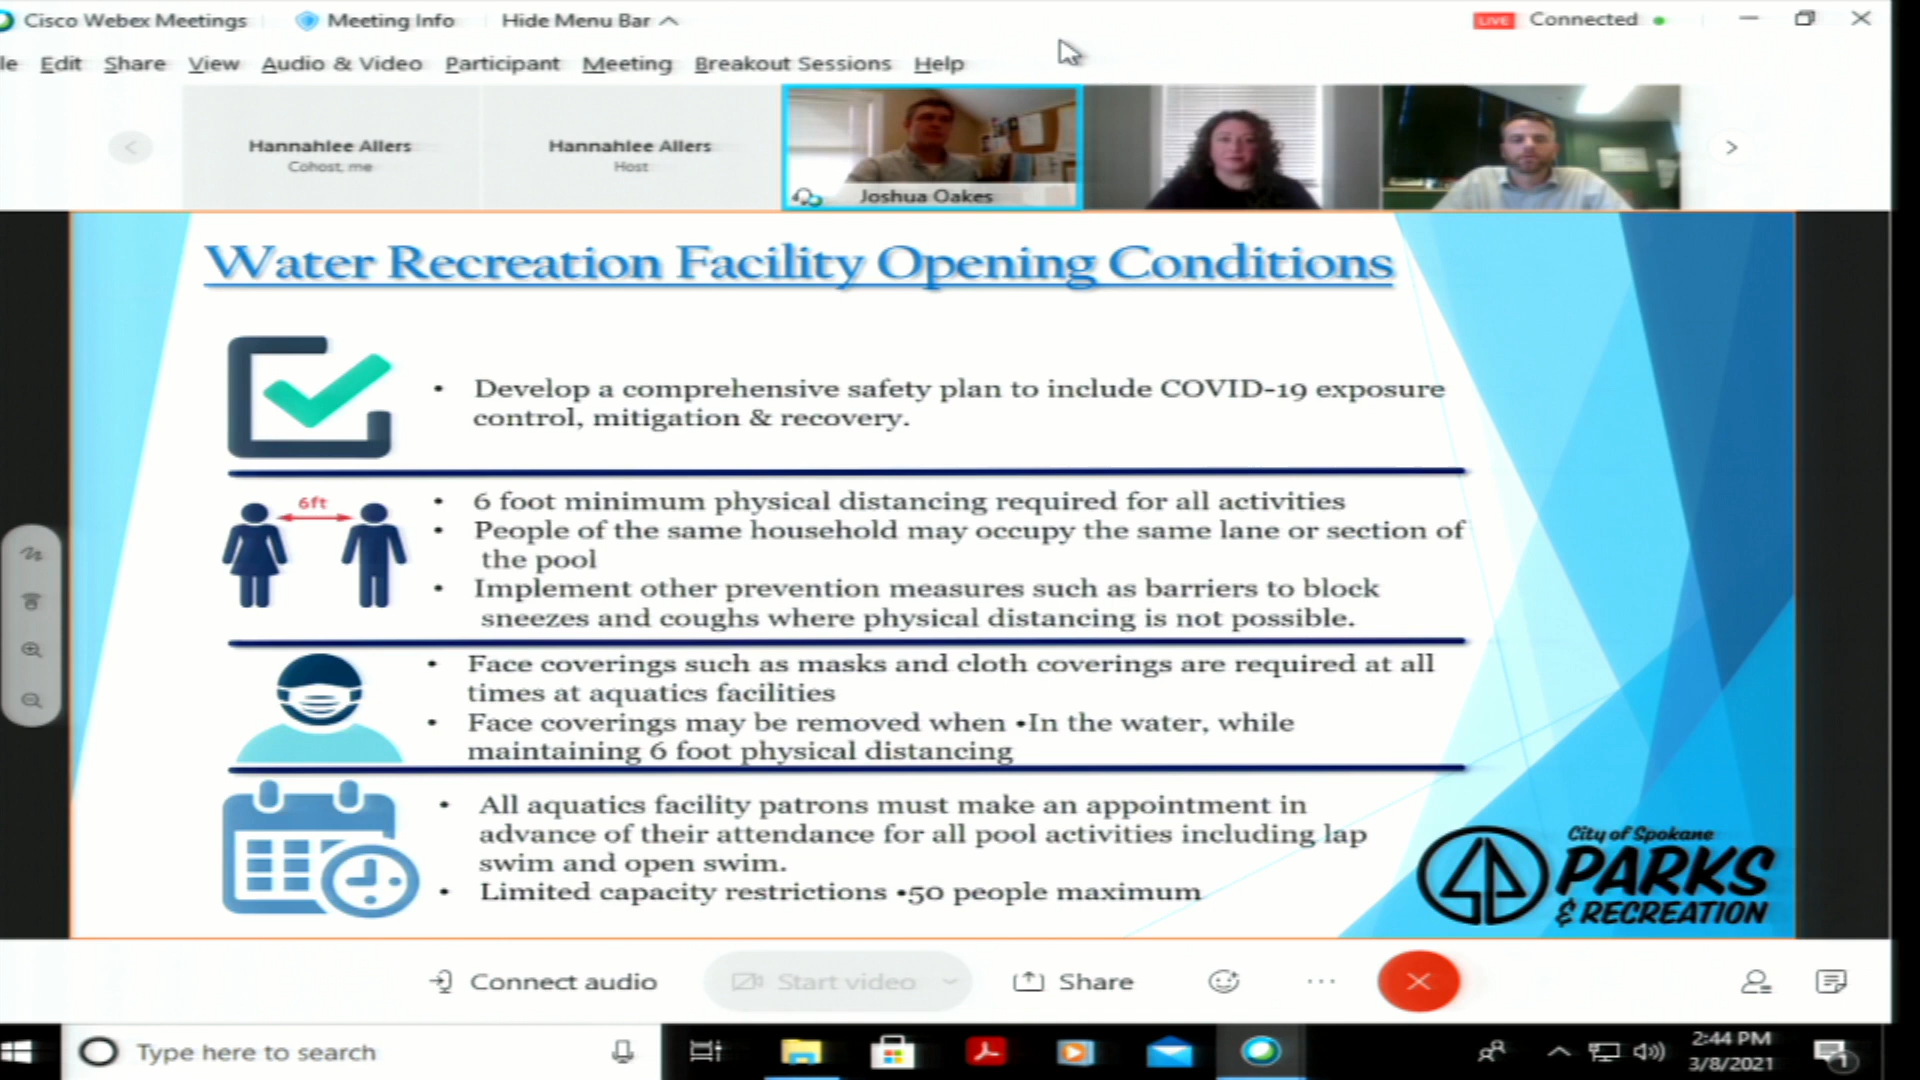 Cisco Webex Meetings
Meeting Info
Hide Menu Bar
LIVE
Connected
le Edit Share View Audio & Video Participant Meeting Breakout Sessions Help
Hannahlee Allers
Cohost, me
Hannahlee Allers
Host
Joshua Oakes
Water Recreation Facility Opening Conditions
• Develop a comprehensive safety plan to include COVID-19 exposure
control, mitigation & recovery.
6ft
• 6 foot minimum physical distancing required for all activities
• People of the same household may occupy the same lane or section of
the pool
• Implement other prevention measures such as barriers to block
sneezes and coughs where physical distancing is not possible.
• Face coverings such as masks and cloth coverings are required at all
times at aquatics facilities
• Face coverings may be removed when •In the water, while
maintaining 6 foot physical distancing
• All aquatics facility patrons must make an appointment in
advance of their attendance for all pool activities including lap
swim and open swim.
• Limited capacity restrictions •50 people maximum
City of Spokane
PARKS
& RECREATION
Connect audio
Start video
Share
Type here to search
2:44 PM
3/8/2021
1